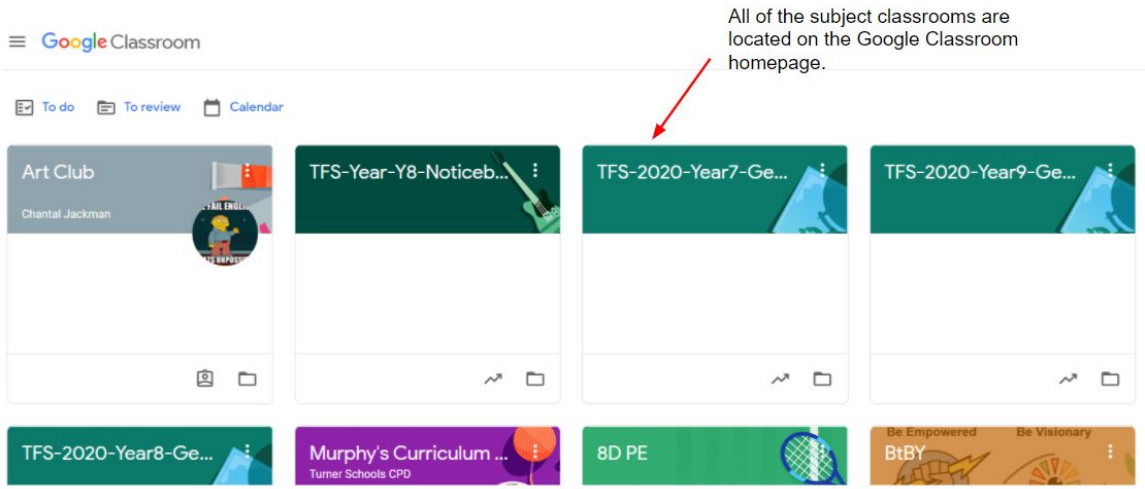 All of the subject classrooms are
located on the Google Classroom
homepage.
Google Classroom
To do To review Calendar
Art Club
Chantal Jackman
TFS-Year-Y8-Noticeb...
TFS-2020-Year7-Ge...
TFS-2020-Year9-Ge...
TFS-2020-Year8-Ge...
Murphy's Curriculum ...
Turner Schools CPD
8D PE
Be Empowered Be Visionary
BtBY